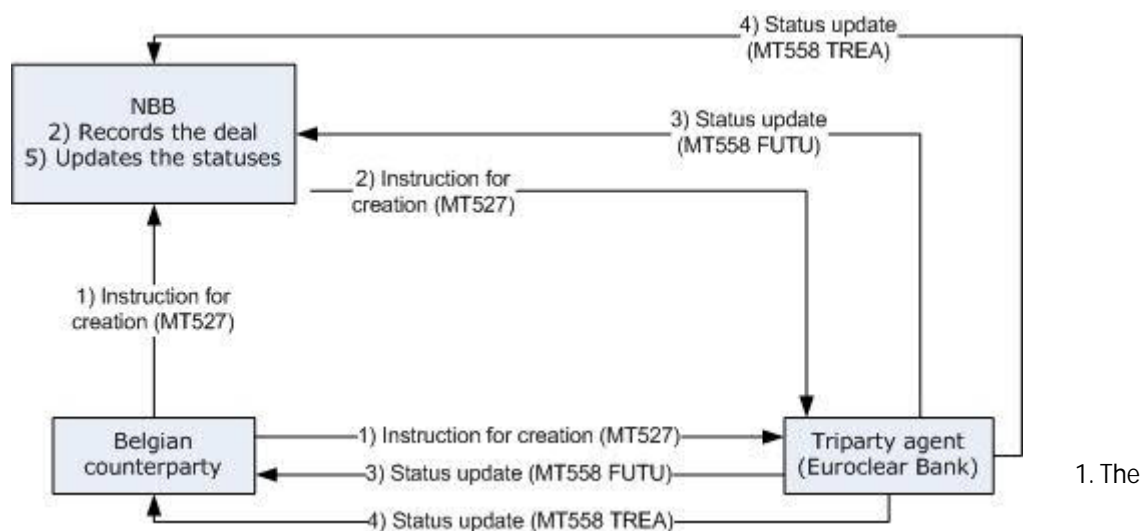 4) Status update
(MT558 TREA)
NBB
2) Records the deal
5) Updates the statuses
3) Status update
(MT558 FUTU)
2) Instruction for
creation (MT527)
1) Instruction for
creation (MT527)
Belgian
counterparty
1) Instruction for creation (MT527)
3) Status update (MT558 FUTU)
4) Status update (MT558 TREA)
Triparty agent
(Euroclear Bank)
1. The